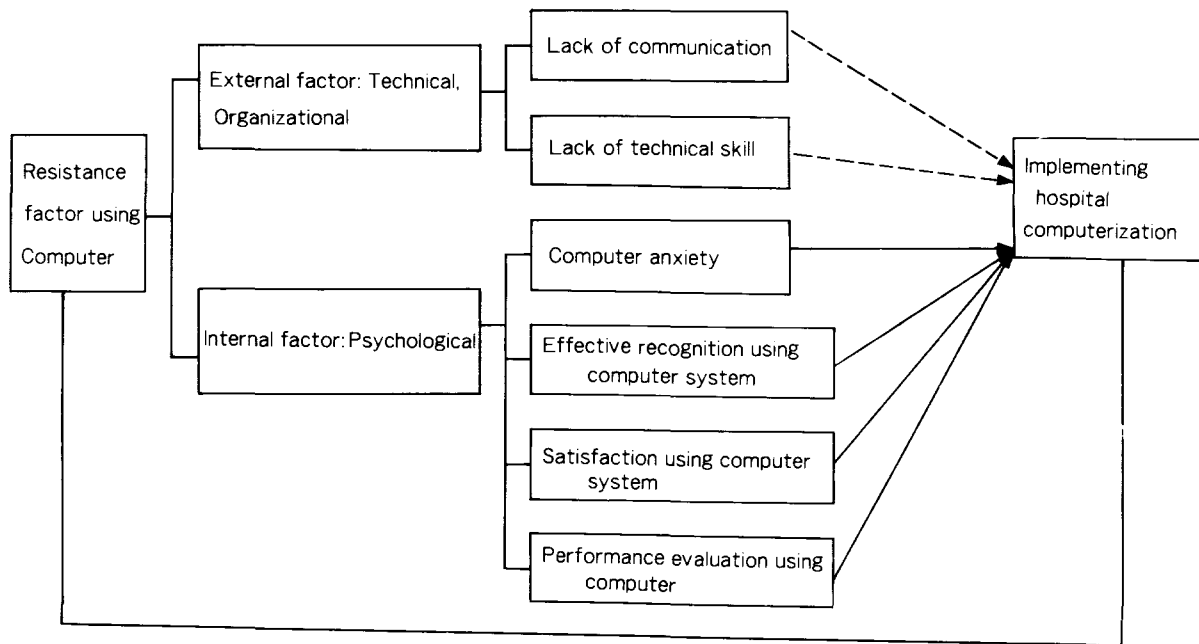 Resistance
factor using
Computer
External factor: Technical,
Organizational
Internal factor: Psychological
Lack of communication
Lack of technical skill
Computer anxiety
Effective recognition using
computer system
Satisfaction using computer
system
Performance evaluation using
computer
Implementing
hospital
computerization